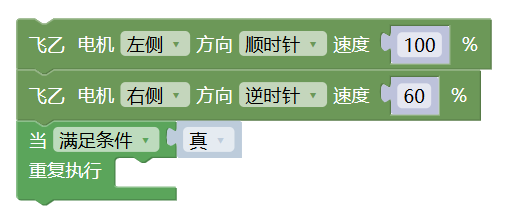 飞乙 电机 左侧 方向 顺时针 速度 100 %
飞乙 电机 右侧 方向 逆时针 速度 60 %
当 满足条件 真
重复执行